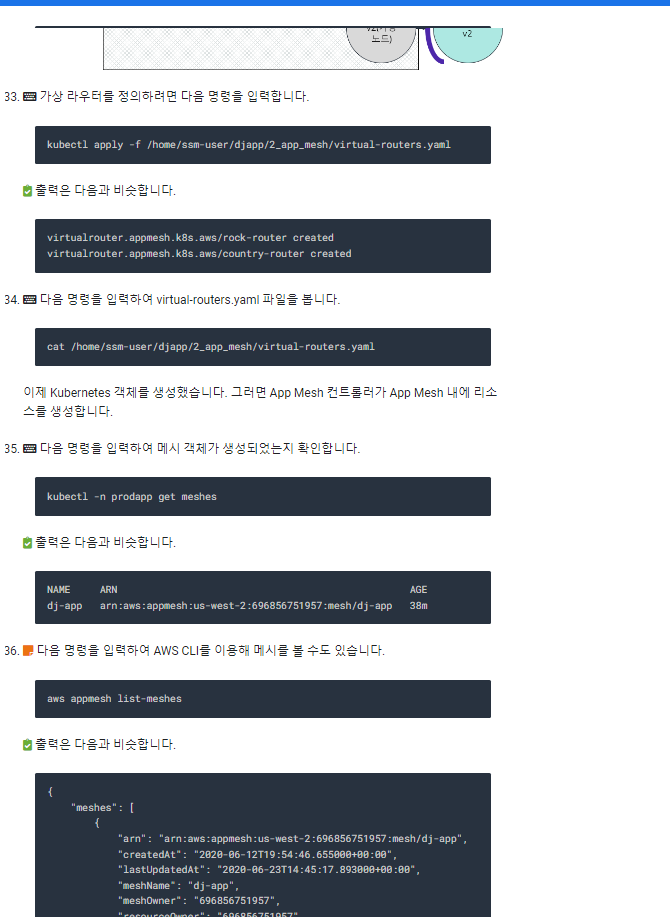 노드)
v2
33. 가상 라우터를 정의하려면 다음 명령을 입력합니다.
kubectl apply -f /home/ssm-user/djapp/2_app_mesh/virtual-routers.yaml
출력은 다음과 비슷합니다.
virtualrouter.appmesh.k8s.aws/rock-router created
virtualrouter.appmesh.k8s.aws/country-router created
34. 다음 명령을 입력하여 virtual-routers.yaml 파일을 봅니다.
cat /home/ssm-user/djapp/2_app_mesh/virtual-routers.yaml
이제 Kubernetes 객체를 생성했습니다. 그러면 App Mesh 컨트롤러가 App Mesh 내에 리소
스를 생성합니다.
35. 다음 명령을 입력하여 메시 객체가 생성되었는지 확인합니다.
kubectl -n prodapp get meshes
출력은 다음과 비슷합니다.
NAME ARN AGE
dj-app arn:aws:appmesh:us-west-2:696856751957:mesh/dj-app 38m
36. 다음 명령을 입력하여 AWS CLI를 이용해 메시를 볼 수도 있습니다.
aws appmesh list-meshes
출력은 다음과 비슷합니다.
{
"meshes": [
{
"arn": "arn:aws:appmesh:us-west-2:696856751957:mesh/dj-app",
"createdAt": "2020-06-12T19:54:46.655000+00:00",
"lastUpdatedAt": "2020-06-23T14:45:17.893000+00:00",
"meshName": "dj-app",
"meshOwner": "696856751957",
"resourceOwner": "696856751957"